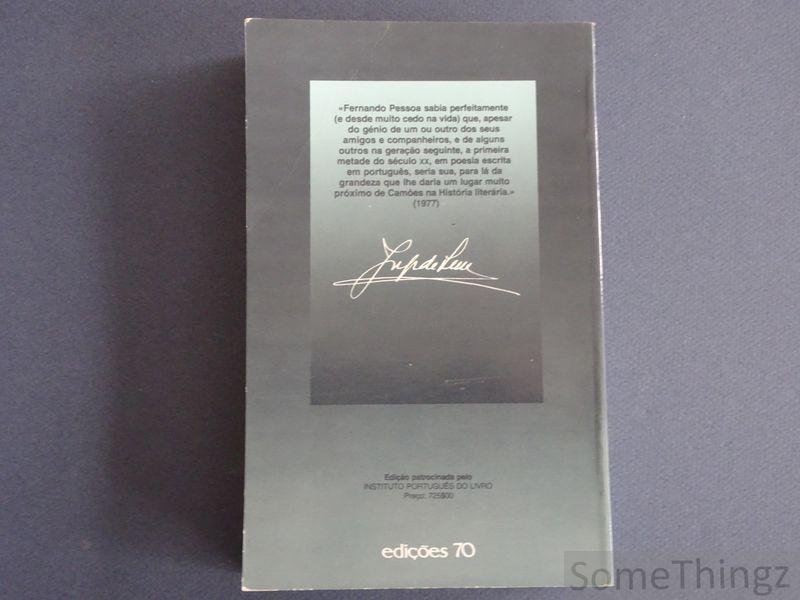 «Fernando Pessoa sabia perfeitamente
(e desde muito cedo na vida) que, apesar
do génio de um ou outro dos seus
amigos e companheiros, e de alguns
outros na geração seguinte, a primeira
metade do século XX, em poesia escrita
em português, seria sua, para lá da
grandeza que lhe daria um lugar muito
próximo de Camões na História literária.»
(1977)
Jorge de Sena
Edição patrocinada pelo
INSTITUTO PORTUGUÊS DO LIVRO
Preço: 725$00
edições 70
SomeThingz